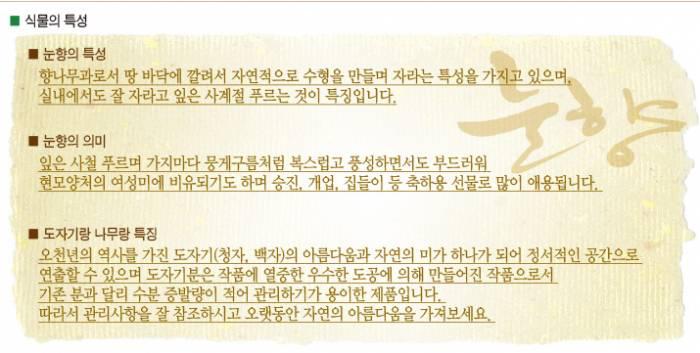 ■ 식물의 특성
■ 눈향의 특성
향나무과로서 땅 바닥에 깔려서 자연적으로 수형을 만들며 자라는 특성을 가지고 있으며,
실내에서도 잘 자라고 잎은 사계절 푸르는 것이 특징입니다.
눈향
■ 눈향의 의미
잎은 사철 푸르며 가지마다 뭉게구름처럼 복스럽고 풍성하면서도 부드러워
현모양처의 여성미에 비유되기도 하며 승진, 개업, 집들이 등 축하용 선물로 많이 애용됩니다.
■ 도자기랑 나무랑 특징
오천년의 역사를 가진 도자기(청자, 백자)의 아름다움과 자연의 미가 하나가 되어 정서적인 공간으로
연출할 수 있으며 도자기분은 작품에 열중한 우수한 도공에 의해 만들어진 작품으로서
기존 분과 달리 수분 증발량이 적어 관리하기가 용이한 제품입니다.
따라서 관리사항을 잘 참조하시고 오랫동안 자연의 아름다움을 가져보세요.